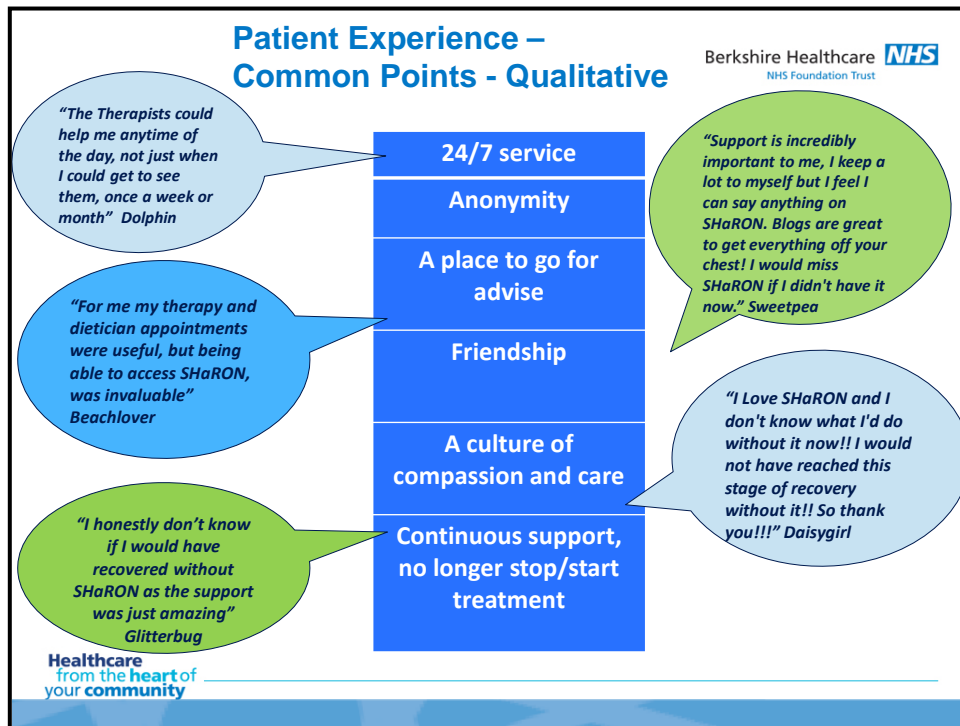 Patient Experience –
Common Points - Qualitative
Berkshire Healthcare NHS
NHS Foundation Trust
“The Therapists could
help me anytime of
the day, not just when
I could get to see
them, once a week or
month” Dolphin
“For me my therapy and
dietician appointments
were useful, but being
able to access SHaRON,
was invaluable”
Beachlover
“I honestly don’t know
if I would have
recovered without
SHaRON as the support
was just amazing”
Glitterbug
24/7 service
Anonymity
A place to go for
advise
Friendship
A culture of
compassion and care
Continuous support,
no longer stop/start
treatment
“Support is incredibly
important to me, I keep a
lot to myself but I feel I
can say anything on
SHaRON. Blogs are great
to get everything off your
chest! I would miss
SHaRON if I didn't have it
now.” Sweetpea
“I Love SHaRON and I
don't know what I'd do
without it now!! I would
not have reached this
stage of recovery
without it!! So thank
you!!!” Daisygirl
Healthcare
from the heart of
your community